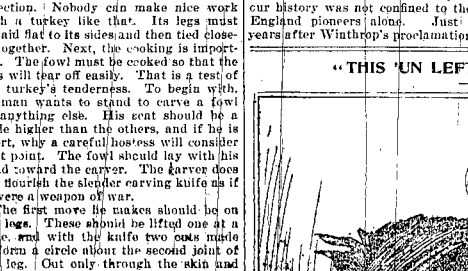 ection. Nobody can make nice work
h a turkey like that. Its legs must
aid flat to its sides and then tied close-
ogether. Next, the cooking is import-
. The fowl must be cooked so that the
s will tear off easily. That is a test of
turkey's tenderness. To begin with,
man wants to stand to carve a fowl
anything else. His seat should be a
le higher than the others, and if he is
rt, why a careful hostess will consider
t point. The fowl should lay with his
d toward the carver. The carver does
flourish the slender carving knife as if
were a weapon of war.
he first move he makes should be on
legs. These should be lifted one at a
e, and with the knife two cuts made
form a circle about the second joint of
leg. Cut only through the skin and
cur history was not confined to the
England pioneers alone. Just
years after Winthrop's proclamation
"THIS 'UN LEF